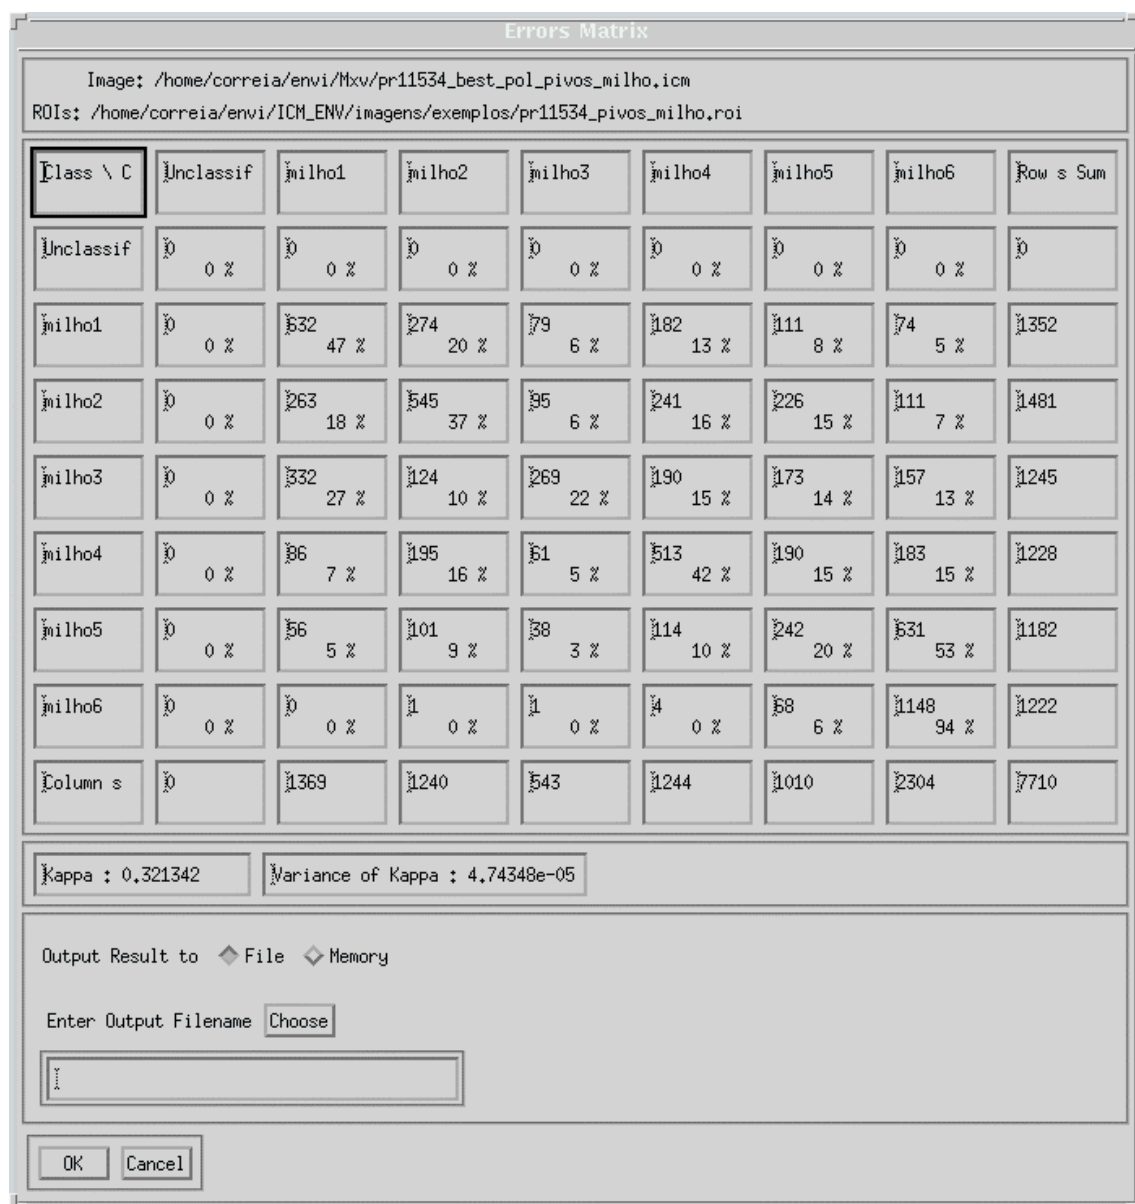 Errors Matrix
Image: /home/correia/envi/Mxv/pr11534_best_pol_pivos_milho.icm
ROIs: /home/correia/envi/ICM_ENV/imagens/exemplos/pr11534_pivos_milho.roi
Class \ C Unclassif milho1 milho2 milho3 milho4 milho5 milho6 Row s Sum
Unclassif 0 0 0 0 0 0 0 0
0 % 0 % 0 % 0 % 0 % 0 % 0 %
milho1 0 632 274 79 182 111 74 1352
0 % 47 % 20 % 6 % 13 % 8 % 5 %
milho2 0 263 545 95 241 226 111 1481
0 % 18 % 37 % 6 % 16 % 15 % 7 %
milho3 0 332 124 269 190 173 157 1245
0 % 27 % 10 % 22 % 15 % 14 % 13 %
milho4 0 86 195 61 513 190 183 1228
0 % 7 % 16 % 5 % 42 % 15 % 15 %
milho5 0 56 101 38 114 242 631 1182
0 % 5 % 9 % 3 % 10 % 20 % 53 %
milho6 0 0 1 1 4 68 1148 1222
0 % 0 % 0 % 0 % 0 % 6 % 94 %
Column s 0 1369 1240 543 1244 1010 2304 7710
Kappa : 0.321342 Variance of Kappa : 4.74348e-05
Output Result to File Memory
Enter Output Filename Choose
OK Cancel